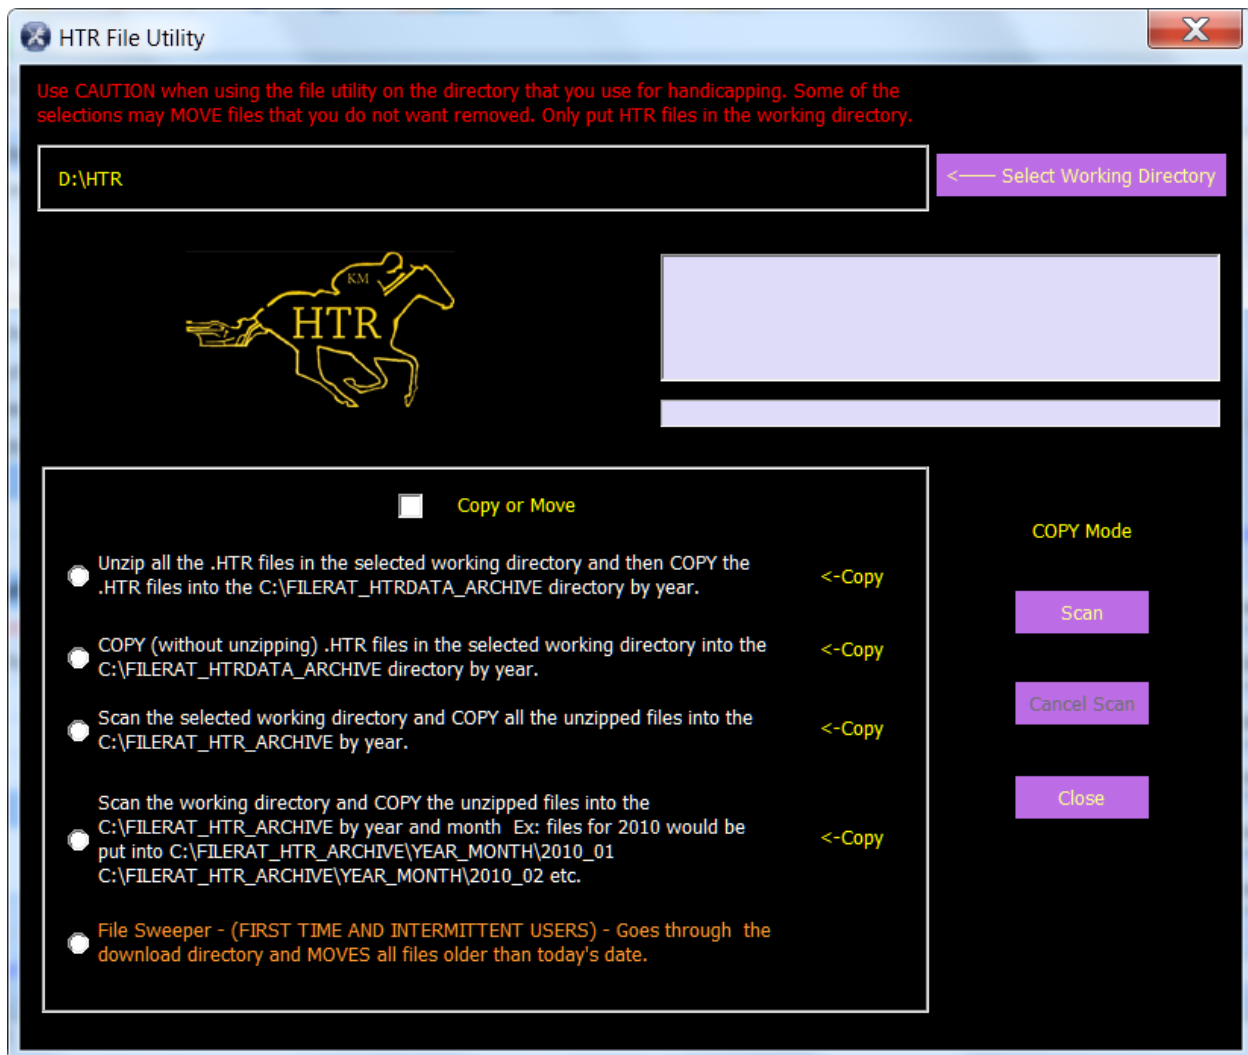 HTR File Utility
Use CAUTION when using the file utility on the directory that you use for handicapping. Some of the
selections may MOVE files that you do not want removed. Only put HTR files in the working directory.
D:\HTR
<—— Select Working Directory
KM
HTR
Copy or Move
COPY Mode
Unzip all the .HTR files in the selected working directory and then COPY the
.HTR files into the C:\FILERAT_HTRDATA_ARCHIVE directory by year.
<-Copy
Scan
COPY (without unzipping) .HTR files in the selected working directory into the
C:\FILERAT_HTRDATA_ARCHIVE directory by year.
<-Copy
Cancel Scan
Scan the selected working directory and COPY all the unzipped files into the
C:\FILERAT_HTR_ARCHIVE by year.
<-Copy
Close
Scan the working directory and COPY the unzipped files into the
C:\FILERAT_HTR_ARCHIVE by year and month  Ex: files for 2010 would be
put into C:\FILERAT_HTR_ARCHIVE\YEAR_MONTH\2010_01
C:\FILERAT_HTR_ARCHIVE\YEAR_MONTH\2010_02 etc.
<-Copy
File Sweeper - (FIRST TIME AND INTERMITTENT USERS) - Goes through  the
download directory and MOVES all files older than today's date.